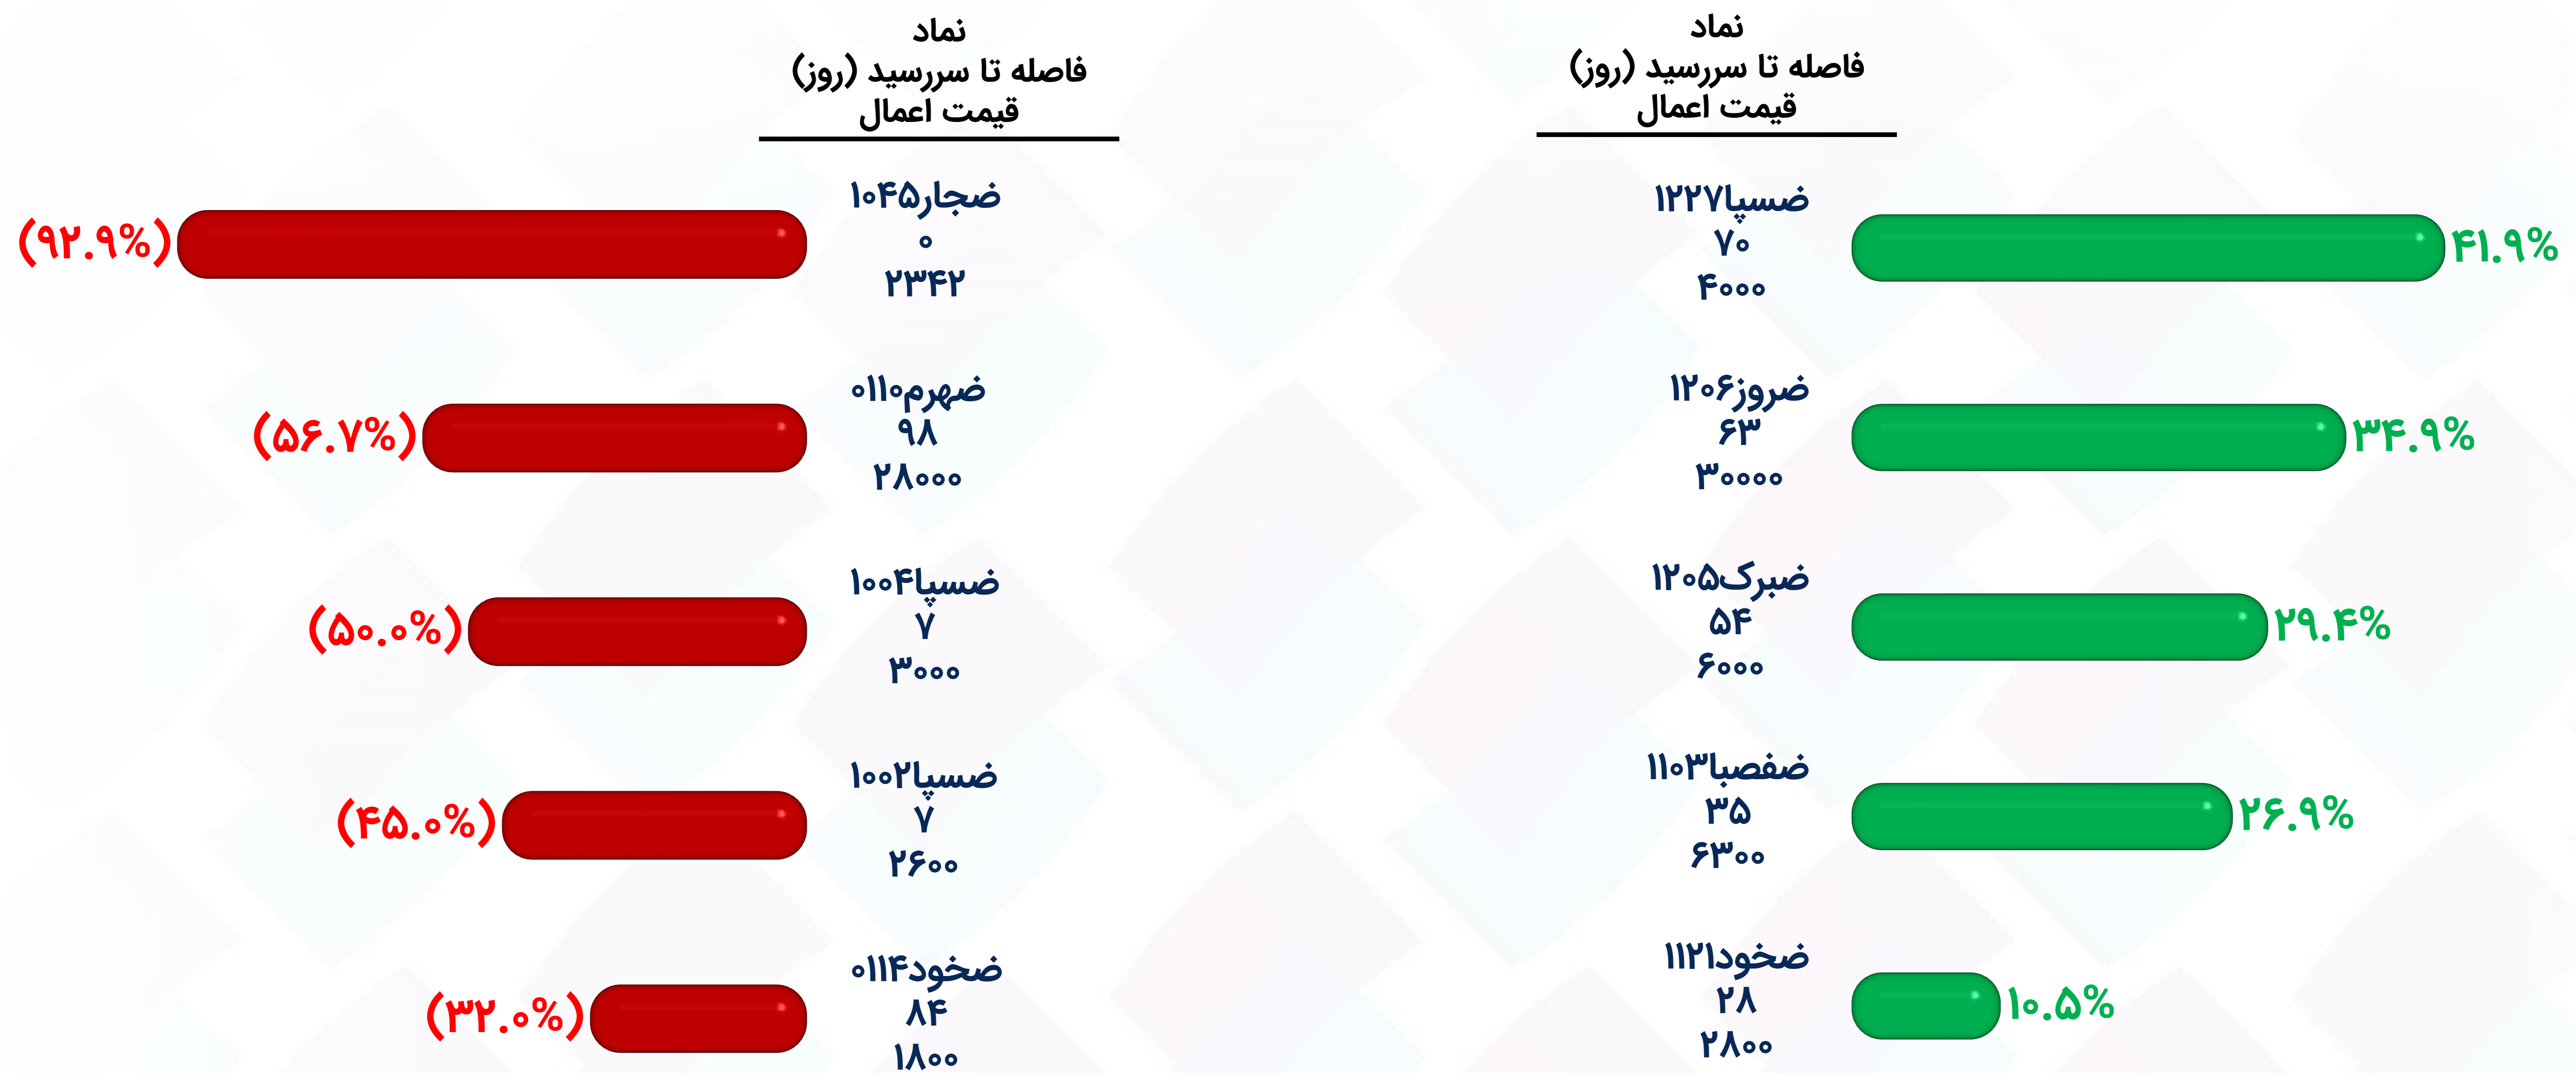 نماد
فاصله تا سررسید (روز)
قیمت اعمال
ضسپا۱۲۲۷
۷۰
۴۰۰۰
۴۱.۹%
ضروز۱۲۰۶
۶۳
۳۰۰۰۰
۳۴.۹%
ضبرک۱۲۰۵
۵۴
۶۰۰۰
۲۹.۴%
ضفصبا۱۱۰۳
۳۵
۶۳۰۰
۲۶.۹%
ضخود۱۱۲۱
۲۸
۲۸۰۰
۱۰.۵%
نماد
فاصله تا سررسید (روز)
قیمت اعمال
ضجار۱۰۴۵
۰
۲۳۴۲
(۹۲.۹%)
ضهرم۰۱۱۰
۹۸
۲۸۰۰۰
(۵۶.۷%)
ضسپا۱۰۰۴
۷
۳۰۰۰
(۵۰.۰%)
ضسپا۱۰۰۲
۷
۲۶۰۰
(۴۵.۰%)
ضخود۰۱۱۴
۸۴
۱۸۰۰
(۳۲.۰%)